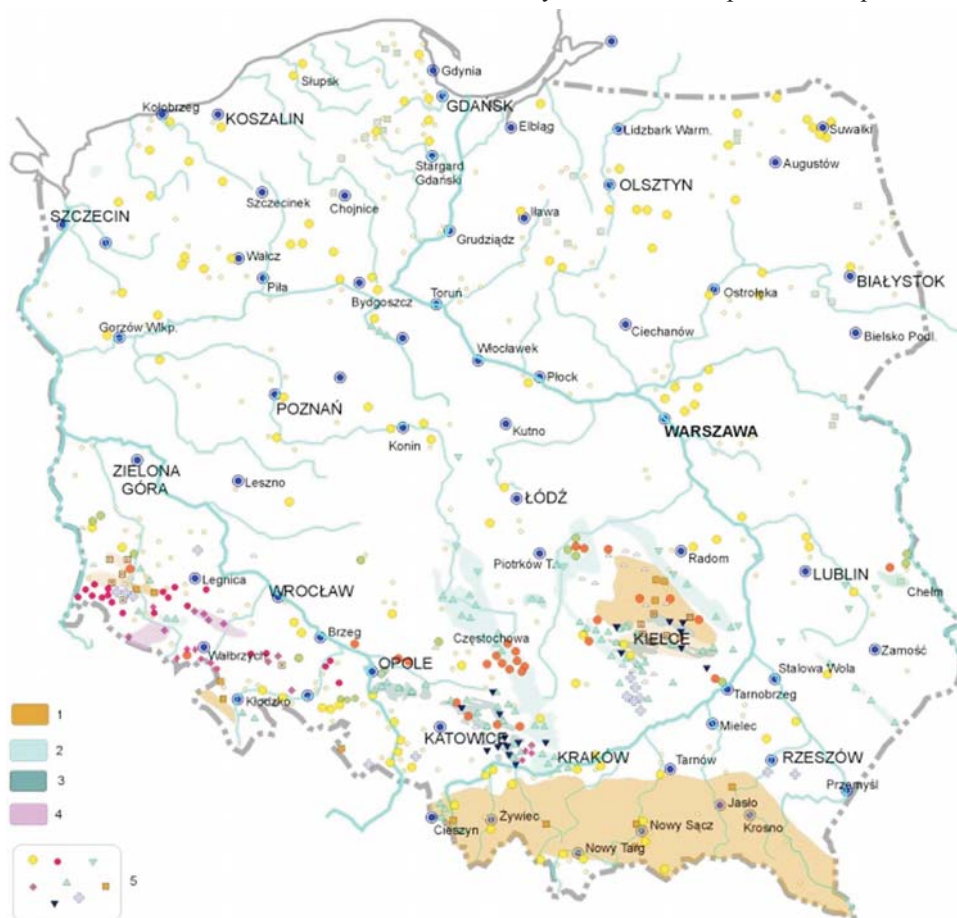 Gdynia
Słupsk
GDAŃSK
Kołobrzeg
KOSZALIN
Elbląg
Lidzbark Warm.
Suwałki
Stargard
Gdański
Augustów
Szczecinek
Chojnice
OLSZTYN
SZCZECIN
Iława
Grudziądz
Wałcz
Piła
Bydgoszcz
Toruń
Ostrołęka
BIAŁYSTOK
Gorzów Wlkp.
Ciechanów
Bielsko Podl.
Włocławek
Płock
POZNAŃ
WARSZAWA
Konin
Kutno
ZIELONA
GÓRA
Leszno
ŁÓDŹ
Piotrków T.
Radom
Legnica
WROCŁAW
LUBLIN
Chełm
Brzeg
Częstochowa
KIELCE
Wałbrzych
OPOLE
Zamość
Stalowa Wola
Kłodzko
Tarnobrzeg
1
KATOWICE
Mielec
2
KRAKÓW
Tarnów
RZESZÓW
3
Przemyśl
4
Cieszyn
Żywiec
Jasło
Krosno
Nowy Sącz
Nowy Targ
5